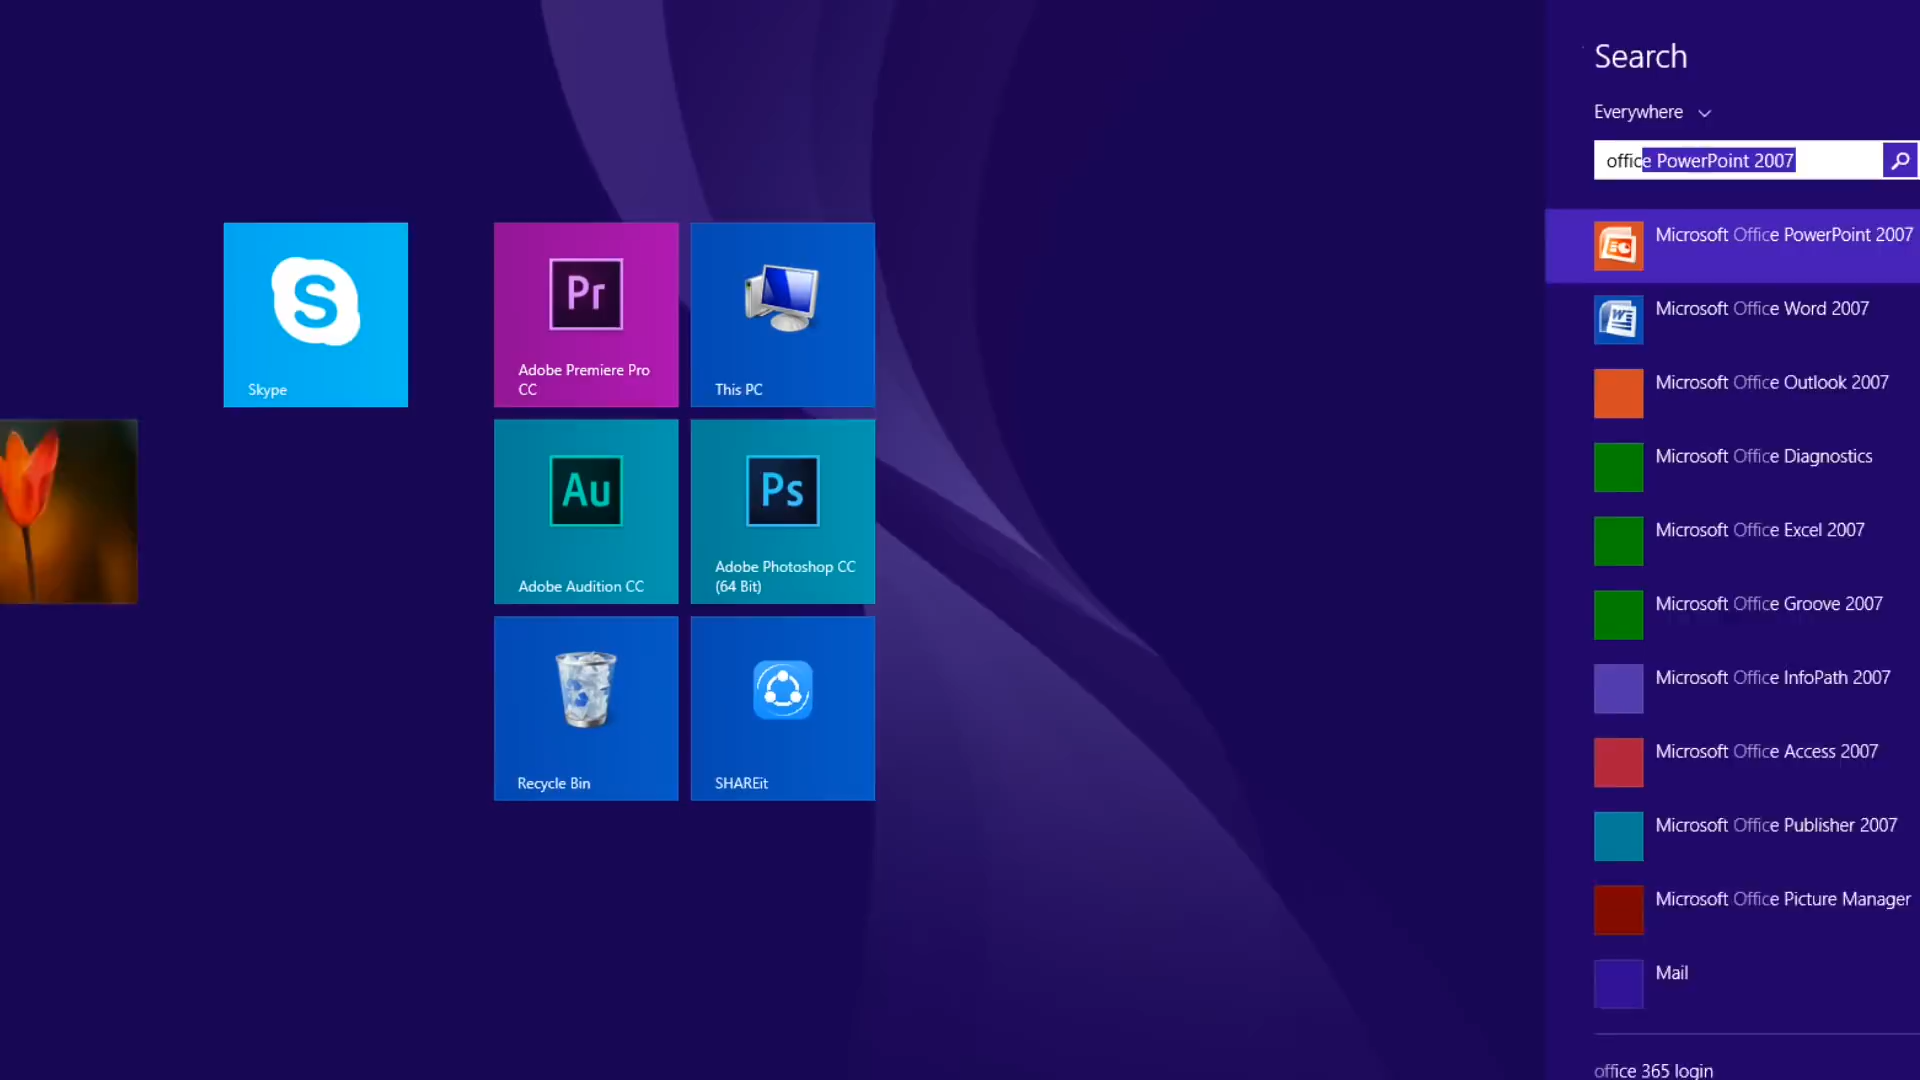 Search
Everywhere
office PowerPoint 2007
Microsoft Office PowerPoint 2007
Microsoft Office Word 2007
Microsoft Office Outlook 2007
Microsoft Office Diagnostics
Microsoft Office Excel 2007
Microsoft Office Groove 2007
Microsoft Office InfoPath 2007
Microsoft Office Access 2007
Microsoft Office Publisher 2007
Microsoft Office Picture Manager
Mail
office 365 login
S
Skype
Pr
Adobe Premiere Pro
CC
This PC
Au
Adobe Audition CC
Ps
Adobe Photoshop CC
(64 Bit)
Recycle Bin
SHAREit